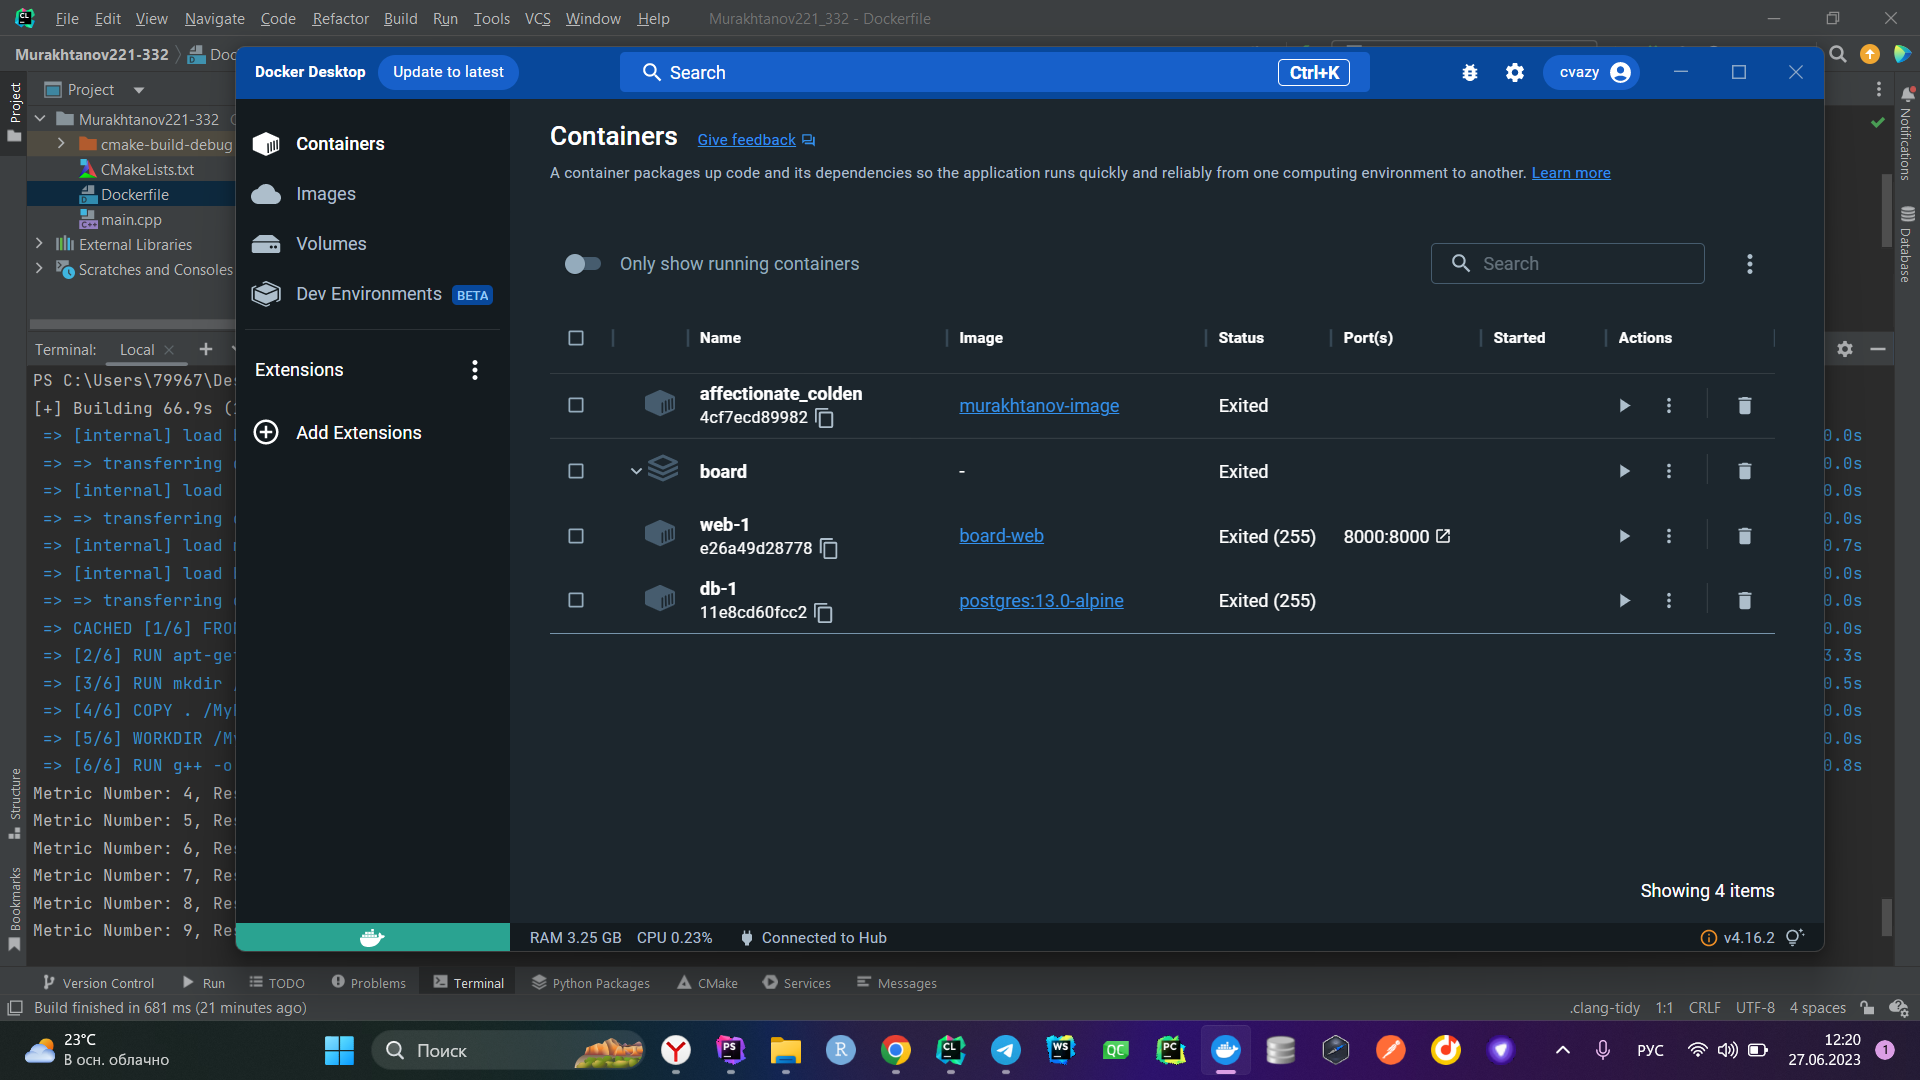 File Edit View Navigate Code Refactor Build Run Tools VCS Window Help Murakhtanov221_332 - Dockerfile
Murakhtanov221-332
Docker Desktop Update to latest Search Ctrl+K cvazy
Project
Project
Murakhtanov221-332
cmake-build-debug
CMakeLists.txt
Dockerfile
main.cpp
External Libraries
Scratches and Consoles
Notifications
Database
Containers
Images
Volumes
Dev Environments BETA
Extensions
Add Extensions
Containers Give feedback
A container packages up code and its dependencies so the application runs quickly and reliably from one computing environment to another. Learn more
Only show running containers Search
Name Image Status Port(s) Started Actions
affectionate_colden
4cf7ecd89982 murakhtanov-image Exited
board - Exited
web-1
e26a49d28778 board-web Exited (255) 8000:8000
db-1
11e8cd60fcc2 postgres:13.0-alpine Exited (255)
Showing 4 items
RAM 3.25 GB CPU 0.23% Connected to Hub v4.16.2
Terminal: Local
PS C:\Users\79967\
[+] Building 66.9s
=> [internal] load 0.0s
=> => transferring 0.0s
=> [internal] load 0.0s
=> => transferring 0.0s
=> [internal] load 0.7s
=> [internal] load 0.0s
=> => transferring 0.0s
=> CACHED [1/6] 0.0s
=> [2/6] RUN 3.3s
=> [3/6] RUN mkdir 0.5s
=> [4/6] COPY . 0.0s
=> [5/6] WORKDIR 0.0s
=> [6/6] RUN g++ -o 0.8s
Metric Number: 4,
Metric Number: 5,
Metric Number: 6,
Metric Number: 7,
Metric Number: 8,
Metric Number: 9,
Structure
Bookmarks
Version Control Run TODO Problems Terminal Python Packages CMake Services Messages
Build finished in 681 ms (21 minutes ago) .clang-tidy 1:1 CRLF UTF-8 4 spaces
23°C
В осн. облачно
Поиск
РУС
12:20
27.06.2023
1